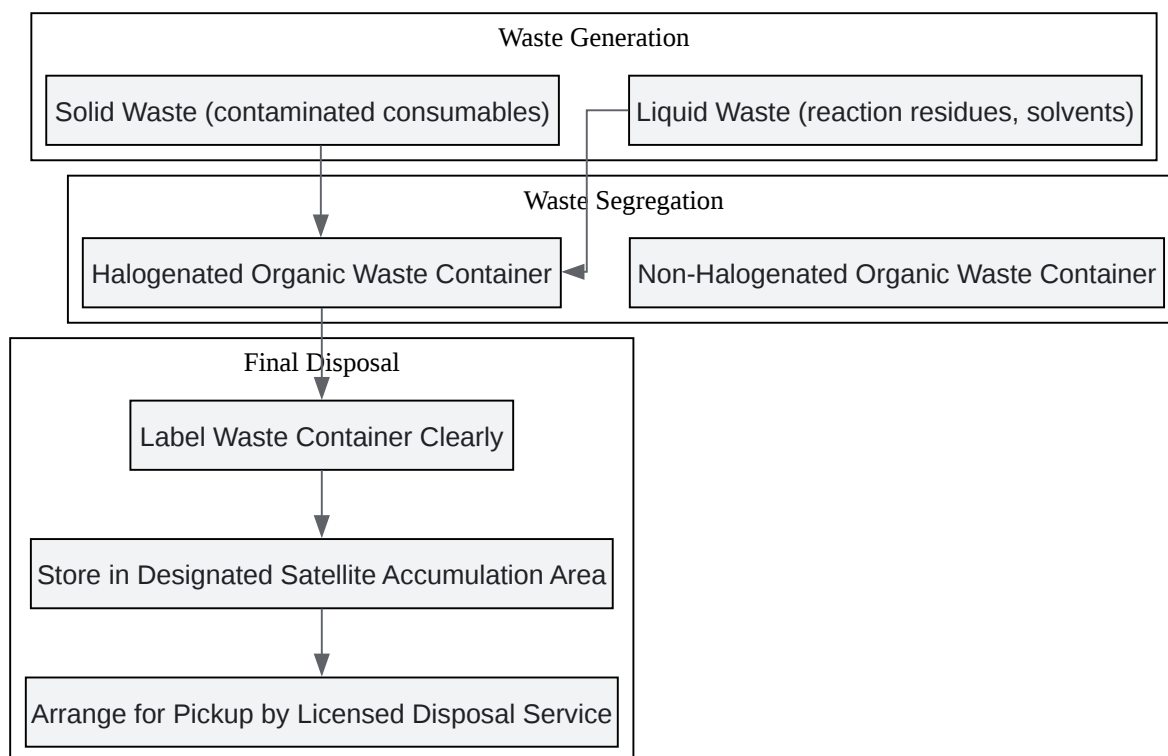 Waste Generation
Solid Waste (contaminated consumables)
Liquid Waste (reaction residues, solvents)
Waste Segregation
Halogenated Organic Waste Container
Non-Halogenated Organic Waste Container
Final Disposal
Label Waste Container Clearly
Store in Designated Satellite Accumulation Area
Arrange for Pickup by Licensed Disposal Service